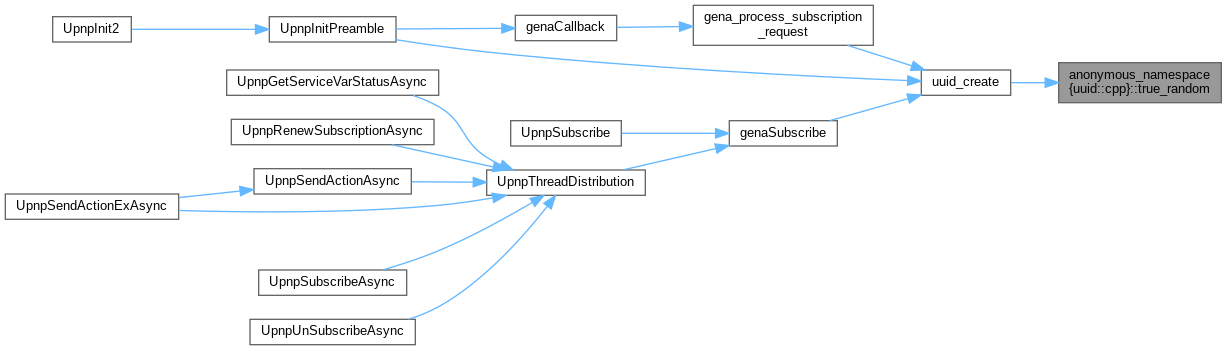 UpnpInit2
UpnpInitPreamble
genaCallback
gena_process_subscription
_request
UpnpGetServiceVarStatusAsync
uuid_create
anonymous_namespace
{uuid::cpp}::true_random
UpnpRenewSubscriptionAsync
UpnpSubscribe
genaSubscribe
UpnpSendActionAsync
UpnpThreadDistribution
UpnpSendActionExAsync
UpnpSubscribeAsync
UpnpUnSubscribeAsync